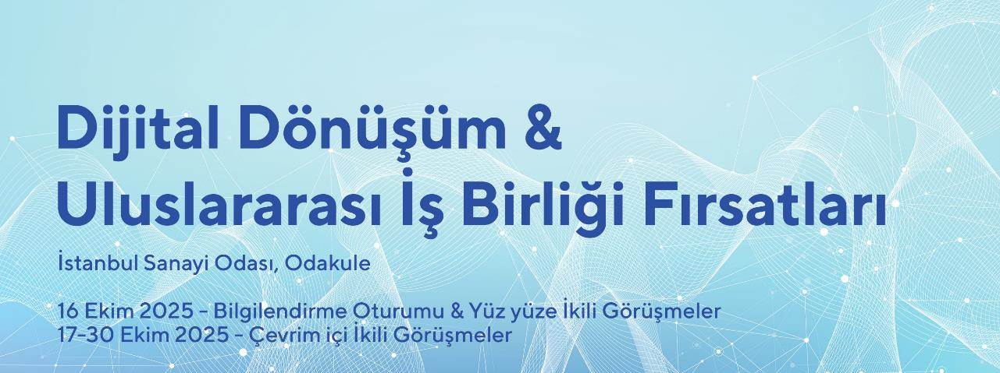 Dijital Dönüşüm &
Uluslararası İş Birliği Fırsatları
İstanbul Sanayi Odası, Odakule
16 Ekim 2025 - Bilgilendirme Oturumu & Yüz yüze İkili Görüşmeler
17-30 Ekim 2025 - Çevrim içi İkili Görüşmeler